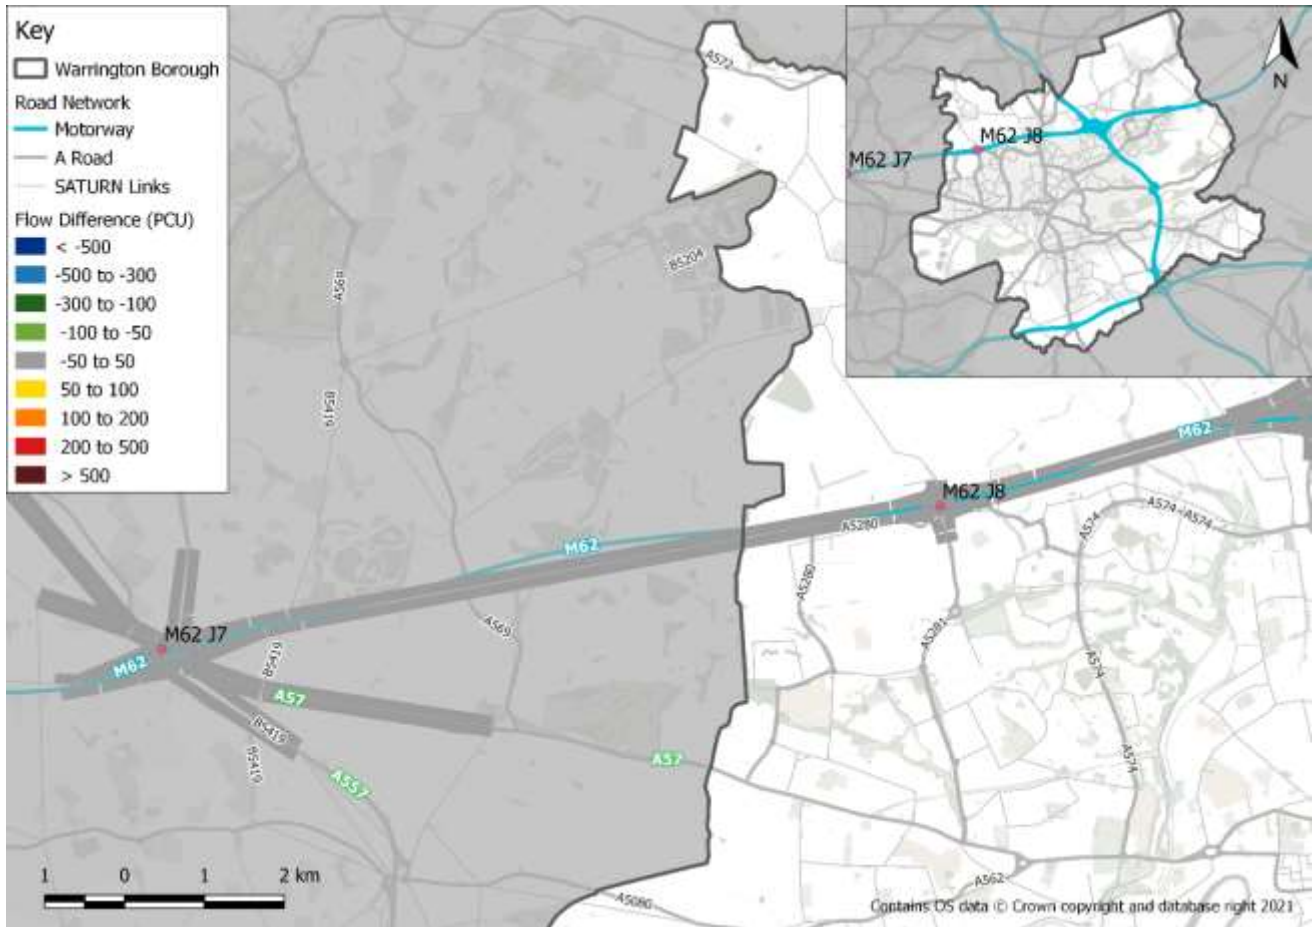 Key
Warrington Borough
Road Network
Motorway
A Road
SATURN Links
Flow Difference (PCU)
< -500
-500 to -300
-300 to -100
-100 to -50
-50 to 50
50 to 100
100 to 200
200 to 500
> 500
A572
M62 J8
M62 J7
N
B5204
A568
B5419
M62
M62 J8
A574
A574-A574
A5280
M62
A5280
A569
A5281
M62 J7
M62
B5419
A57
A574
B5419
B5419
A57
A557
A574
1 0 1 2 km
A5080
A562
Contains OS data © Crown copyright and database right 2021